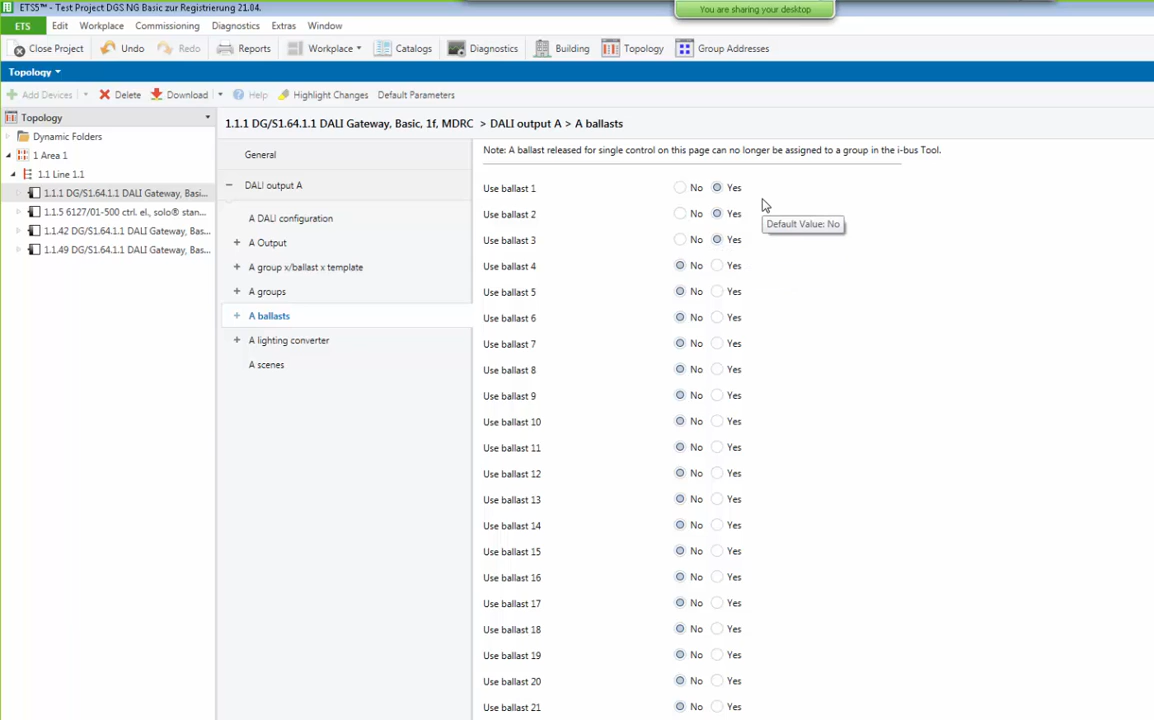 ETS5™ - Test Project DGS NG Basic zur Registrierung 21.04.
You are sharing your desktop
ETS Edit Workplace Commissioning Diagnostics Extras Window
Close Project Undo Redo Reports Workplace Catalogs Diagnostics Building Topology Group Addresses
Topology
Add Devices Delete Download Help Highlight Changes Default Parameters
Topology
Dynamic Folders
1 Area 1
1.1 Line 1.1
1.1.1 DG/S1.64.1.1 DALI Gateway, Basi...
1.1.5 6127/01-500 ctrl. el., solo® stan...
1.1.42 DG/S1.64.1.1 DALI Gateway, Bas...
1.1.49 DG/S1.64.1.1 DALI Gateway, Bas...
1.1.1 DG/S1.64.1.1 DALI Gateway, Basic, 1f, MDRC > DALI output A > A ballasts
General
DALI output A
A DALI configuration
A Output
A group x/ballast x template
A groups
A ballasts
A lighting converter
A scenes
Note: A ballast released for single control on this page can no longer be assigned to a group in the i-bus Tool.
Use ballast 1 No Yes
Use ballast 2 No Yes
Default Value: No
Use ballast 3 No Yes
Use ballast 4 No Yes
Use ballast 5 No Yes
Use ballast 6 No Yes
Use ballast 7 No Yes
Use ballast 8 No Yes
Use ballast 9 No Yes
Use ballast 10 No Yes
Use ballast 11 No Yes
Use ballast 12 No Yes
Use ballast 13 No Yes
Use ballast 14 No Yes
Use ballast 15 No Yes
Use ballast 16 No Yes
Use ballast 17 No Yes
Use ballast 18 No Yes
Use ballast 19 No Yes
Use ballast 20 No Yes
Use ballast 21 No Yes